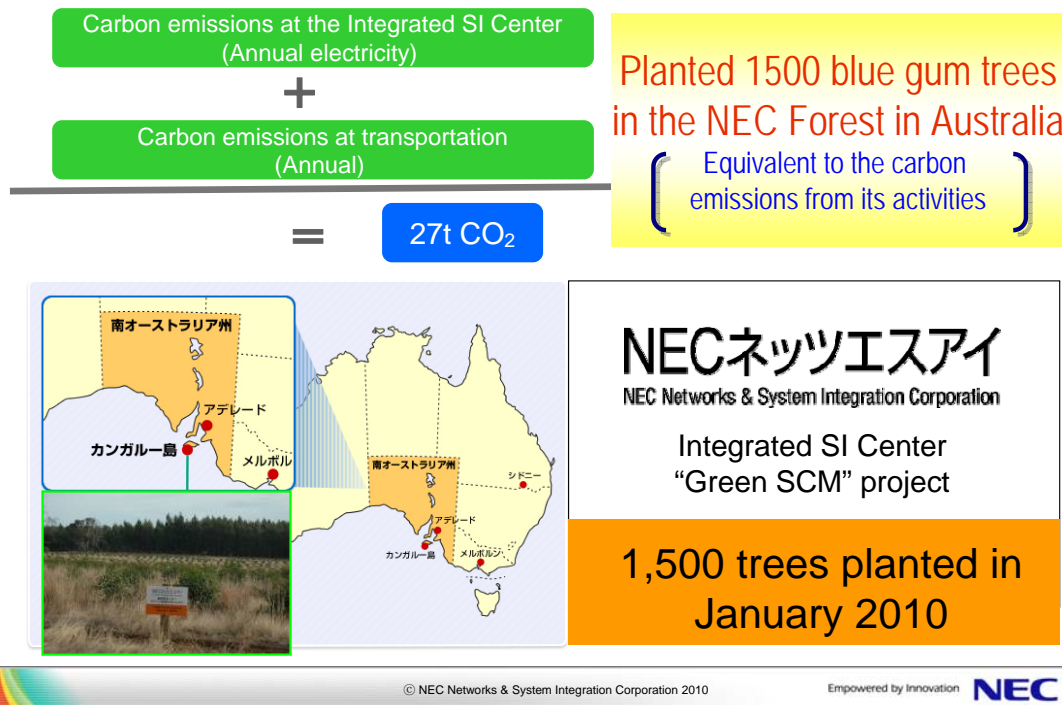 Carbon emissions at the Integrated SI Center
(Annual electricity)
+
Carbon emissions at transportation
(Annual)
=
27t CO₂
Planted 1500 blue gum trees
in the NEC Forest in Australia
Equivalent to the carbon
emissions from its activities
南オーストラリア州
アデレード
カンガルー島
メルボル
南オーストラリア州
シドニー
アデレード
カンガルー島
メルボルン
NECネッツエスアイ
NEC Networks & System Integration Corporation
Integrated SI Center
“Green SCM” project
1,500 trees planted in
January 2010
© NEC Networks & System Integration Corporation 2010
Empowered by Innovation
NEC